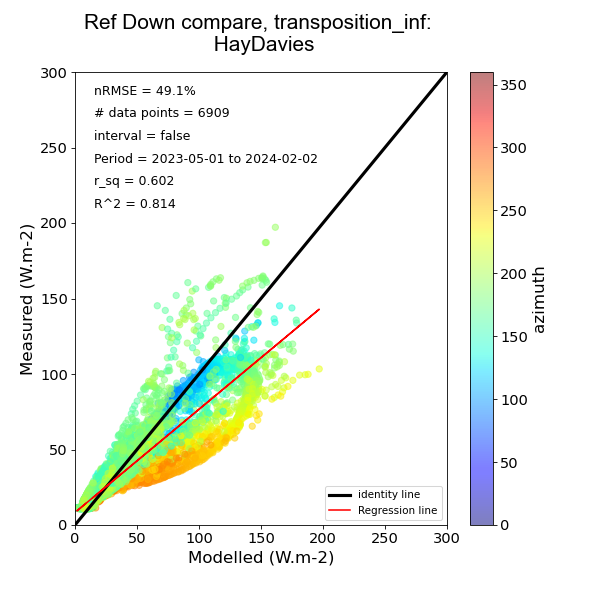 Ref Down compare, transposition_inf:
HayDavies
nRMSE = 49.1%
# data points = 6909
interval = false
Period = 2023-05-01 to 2024-02-02
r_sq = 0.602
R^2 = 0.814
300
250
200
150
100
50
0
Measured (W.m-2)
0 50 100 150 200 250 300
Modelled (W.m-2)
identity line
Regression line
350
300
250
200
150
100
50
0
azimuth